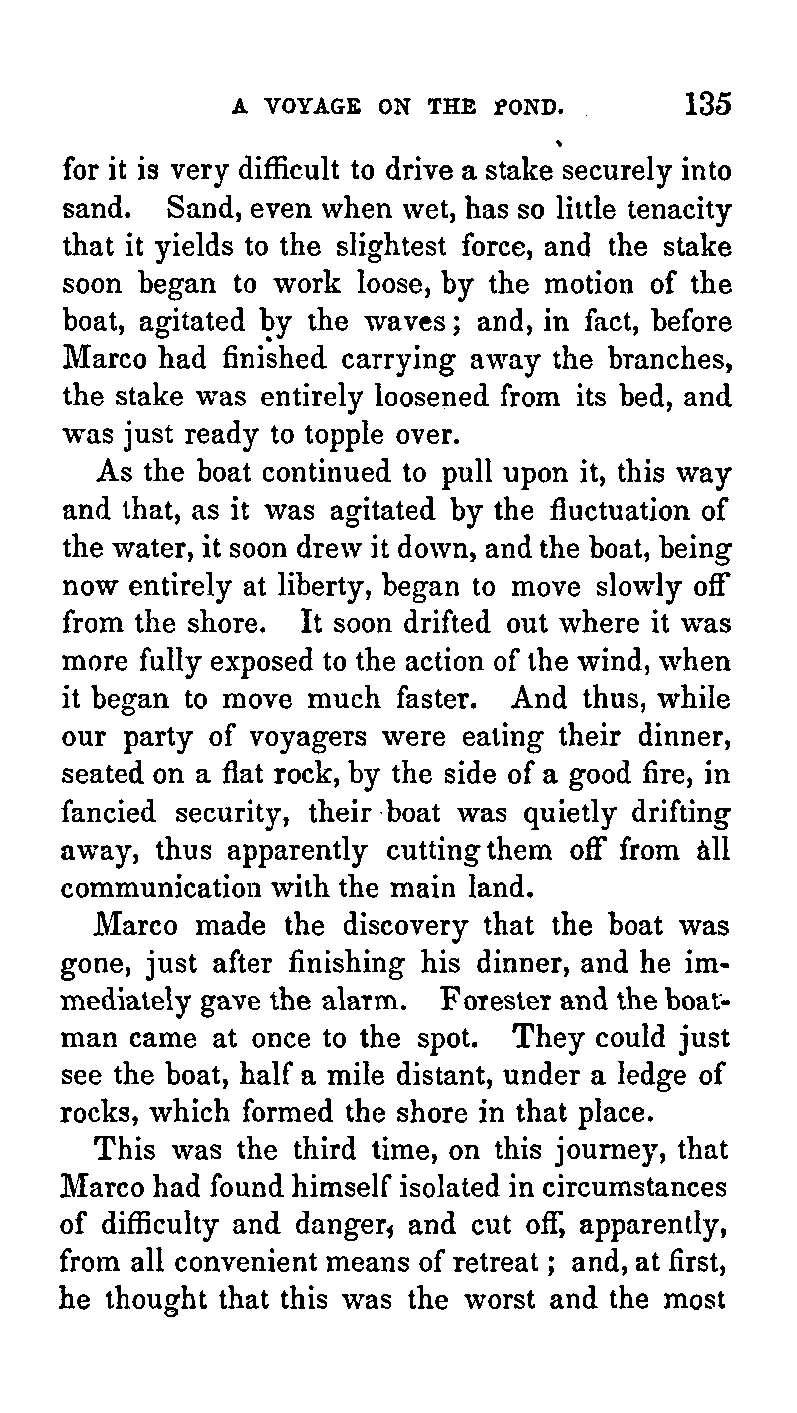 A VOYAGE ON THE POND. 135
for it is very difficult to drive a stake securely into
sand. Sand, even when wet, has so little tenacity
that it yields to the slightest force, and the stake
soon began to work loose, by the motion of the
boat, agitated by the waves; and, in fact, before
Marco had finished carrying away the branches,
the stake was entirely loosened from its bed, and
was just ready to topple over.
As the boat continued to pull upon it, this way
and that, as it was agitated by the fluctuation of
the water, it soon drew it down, and the boat, being
now entirely at liberty, began to move slowly off
from the shore. It soon drifted out where it was
more fully exposed to the action of the wind, when
it began to move much faster. And thus, while
our party of voyagers were eating their dinner,
seated on a flat rock, by the side of a good fire, in
fancied security, their boat was quietly drifting
away, thus apparently cutting them off from all
communication with the main land.
Marco made the discovery that the boat was
gone, just after finishing his dinner, and he im-
mediately gave the alarm. Forester and the boat-
man came at once to the spot. They could just
see the boat, half a mile distant, under a ledge of
rocks, which formed the shore in that place.
This was the third time, on this journey, that
Marco had found himself isolated in circumstances
of difficulty and danger, and cut off, apparently,
from all convenient means of retreat; and, at first,
he thought that this was the worst and the most